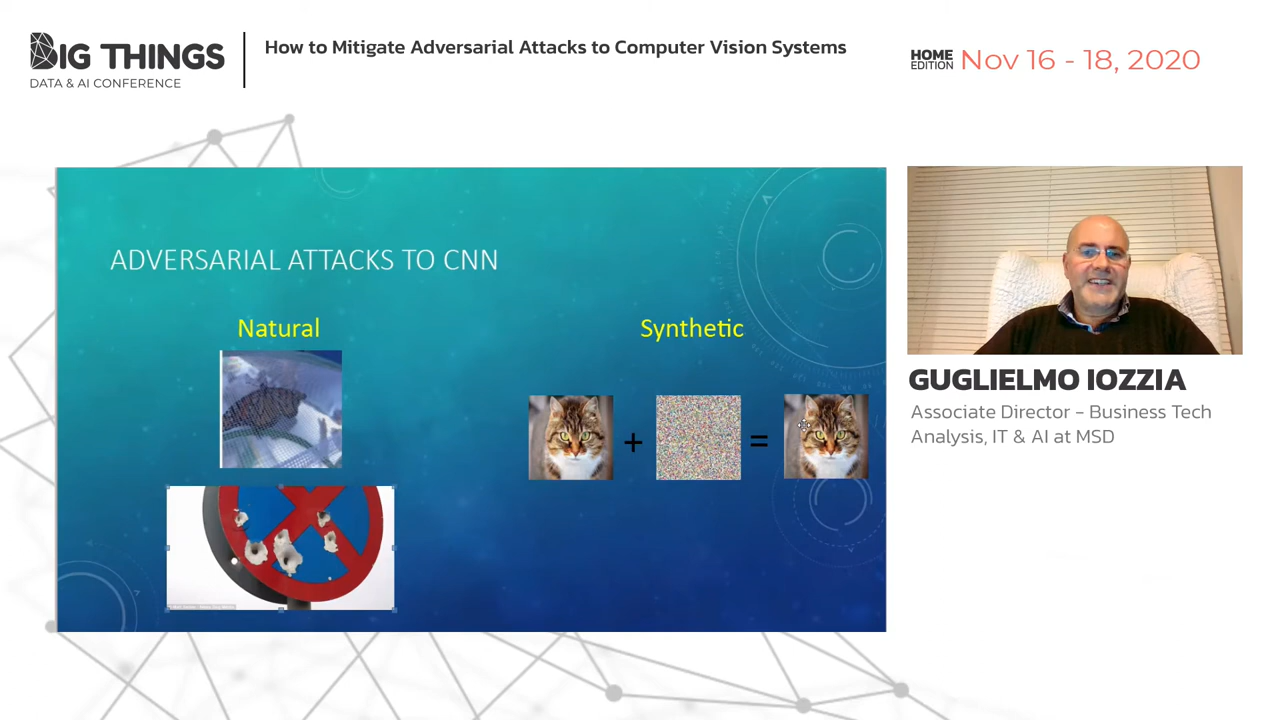 BIG THINGS
DATA & AI CONFERENCE
How to Mitigate Adversarial Attacks to Computer Vision Systems
HOME
EDITION
Nov 16 - 18, 2020
ADVERSARIAL ATTACKS TO CNN
Natural
Synthetic
+
=
GUGLIELMO IOZZIA
Associate Director - Business Tech
Analysis, IT & AI at MSD